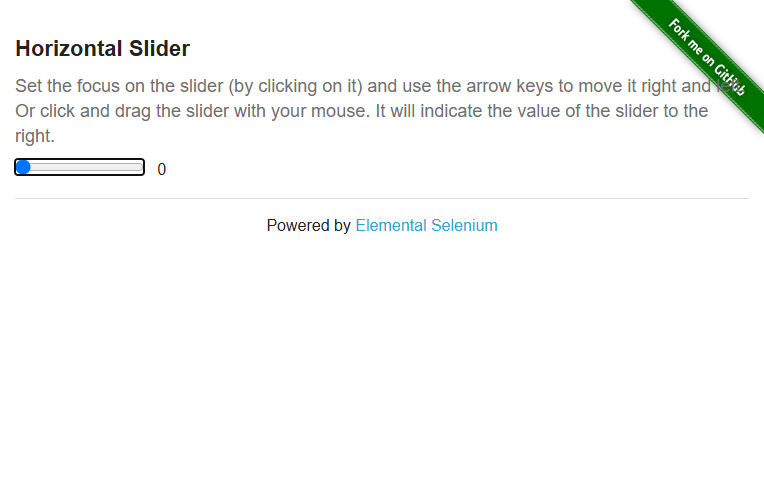 Fork me on GitHub
Horizontal Slider
Set the focus on the slider (by clicking on it) and use the arrow keys to move it right and left.
Or click and drag the slider with your mouse. It will indicate the value of the slider to the
right.
0
Powered by Elemental Selenium